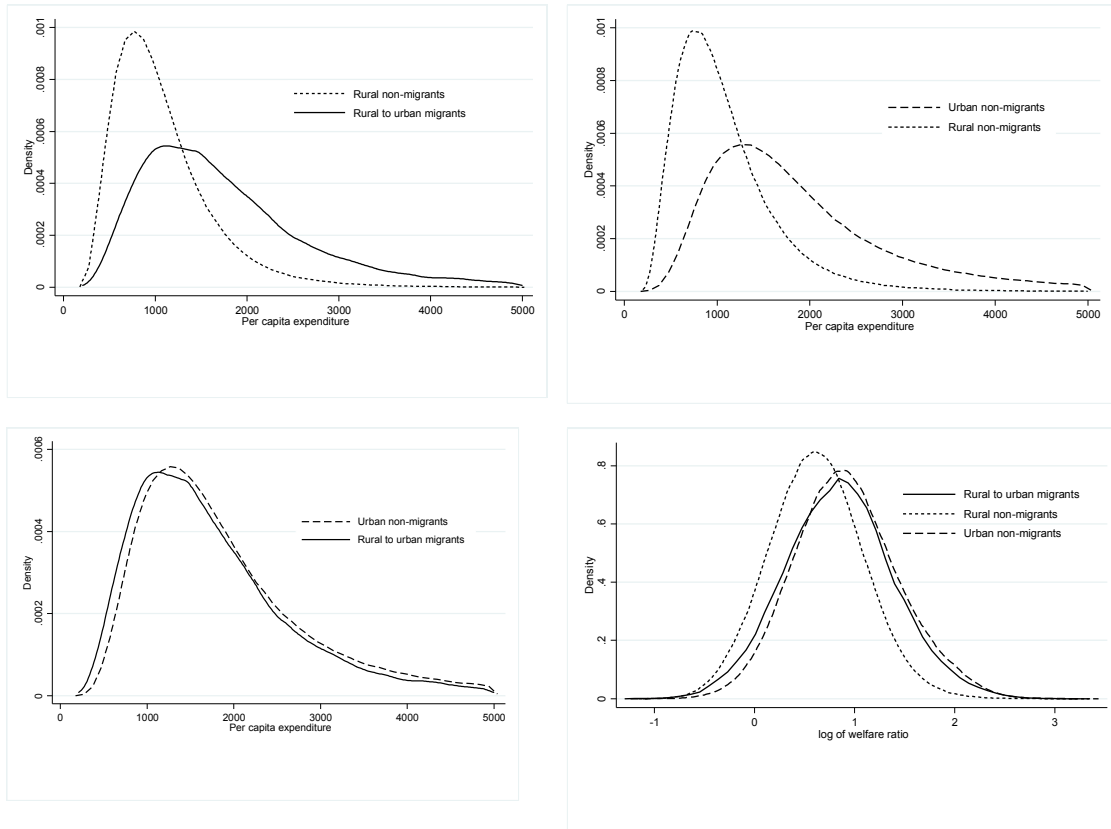 .001
.0008
.0006
.0004
.0002
0
Density
Rural non-migrants
Rural to urban migrants
0 1000 2000 3000 4000 5000
Per capita expenditure
.001
.0008
.0006
.0004
.0002
0
Density
Urban non-migrants
Rural non-migrants
0 1000 2000 3000 4000 5000
Per capita expenditure
.0006
.0004
.0002
0
Density
Urban non-migrants
Rural to urban migrants
0 1000 2000 3000 4000 5000
Per capita expenditure
.8
.6
.4
.2
0
Density
Rural to urban migrants
Rural non-migrants
Urban non-migrants
-1 0 1 2 3
log of welfare ratio